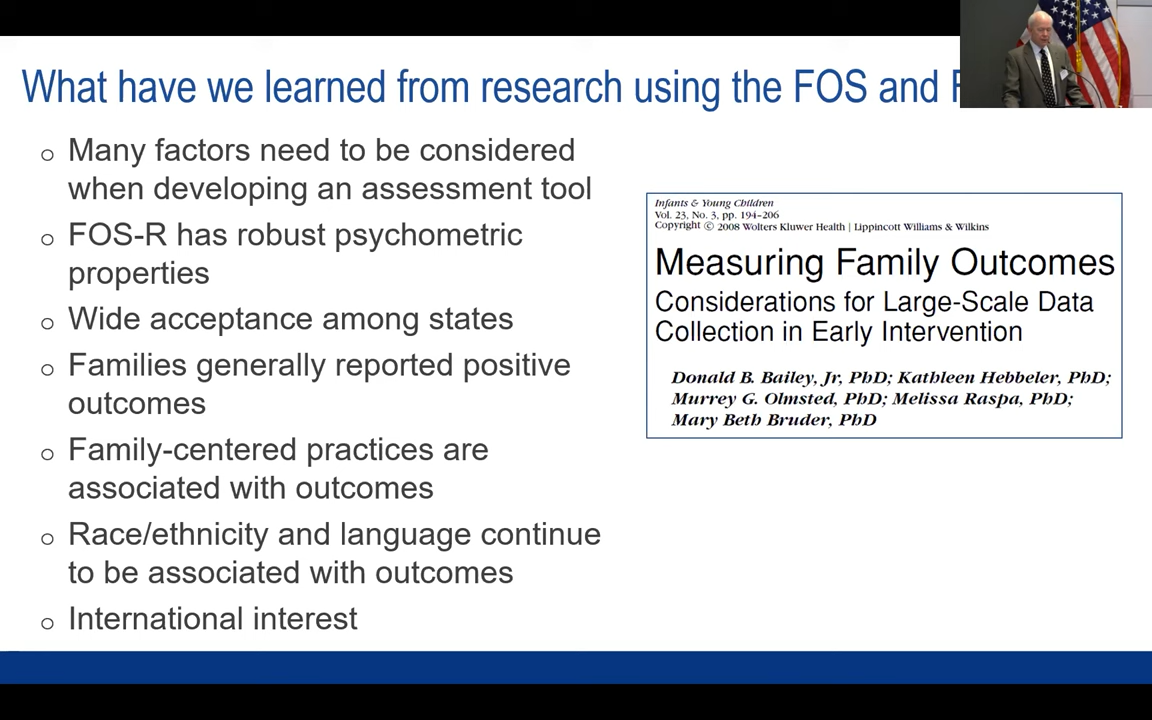 What have we learned from research using the FOS and
Many factors need to be considered
when developing an assessment tool
FOS-R has robust psychometric
properties
Wide acceptance among states
Families generally reported positive
outcomes
Family-centered practices are
associated with outcomes
Race/ethnicity and language continue
to be associated with outcomes
International interest
Infants & Young Children
Vol. 23, No. 3, pp. 194–206
Copyright © 2008 Wolters Kluwer Health | Lippincott Williams & Wilkins
Measuring Family Outcomes
Considerations for Large-Scale Data
Collection in Early Intervention
Donald B. Bailey, Jr, PhD; Kathleen Hebbeler, PhD;
Murrey G. Olmsted, PhD; Melissa Raspa, PhD;
Mary Beth Bruder, PhD